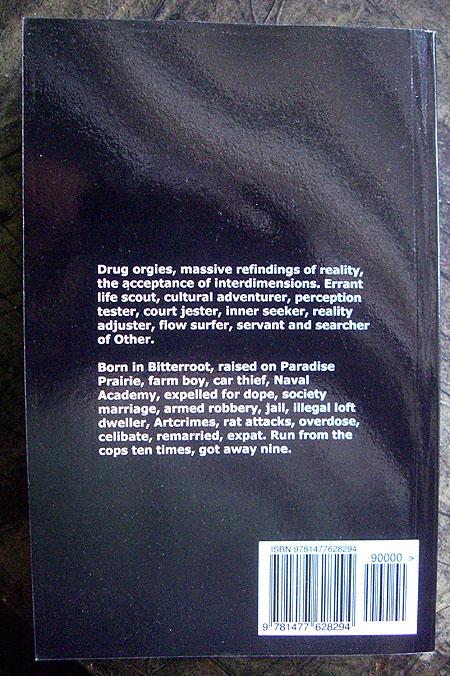 Drug orgies, massive refindings of reality,
the acceptance of interdimensions. Errant
life scout, cultural adventurer, perception
tester, court jester, inner seeker, reality
adjuster, flow surfer, servant and searcher
of Other.
Born in Bitterroot, raised on Paradise
Prairie, farm boy, car thief, Naval
Academy, expelled for dope, society
marriage, armed robbery, jail, illegal loft
dweller, Artcrimes, rat attacks, overdose,
celibate, remarried, expat. Run from the
cops ten times, got away nine.
ISBN 9781477628294
90000 >
9 781477 628294